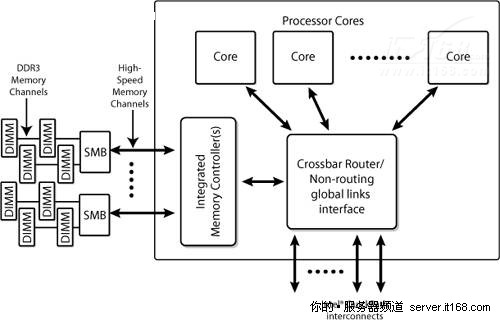 Processor Cores
Core
Core
Core
DDR3
Memory
Channels
High-
Speed
Memory
Channels
DIMM
DIMM
DIMM
DIMM
SMB
DIMM
DIMM
DIMM
DIMM
SMB
Integrated
Memory Controller(s)
Crossbar Router/
Non-routing
global links
interface
你的·服务器频道 server.it168.com
interconnects